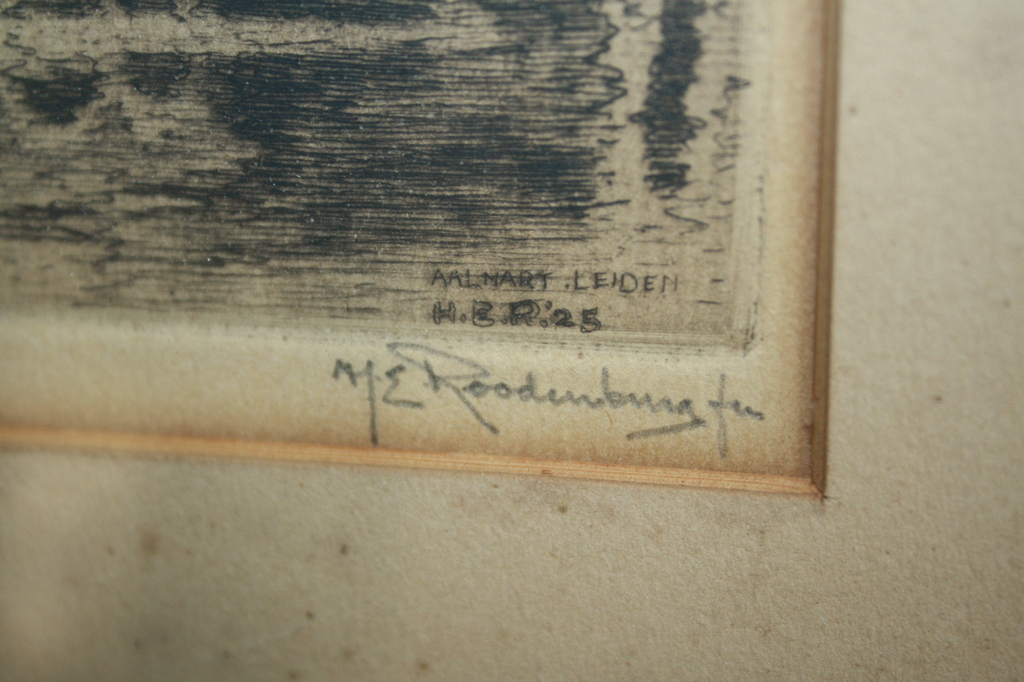 AALMART . LEIDEN
H.E.R. '25
H.E Roodenburg fec